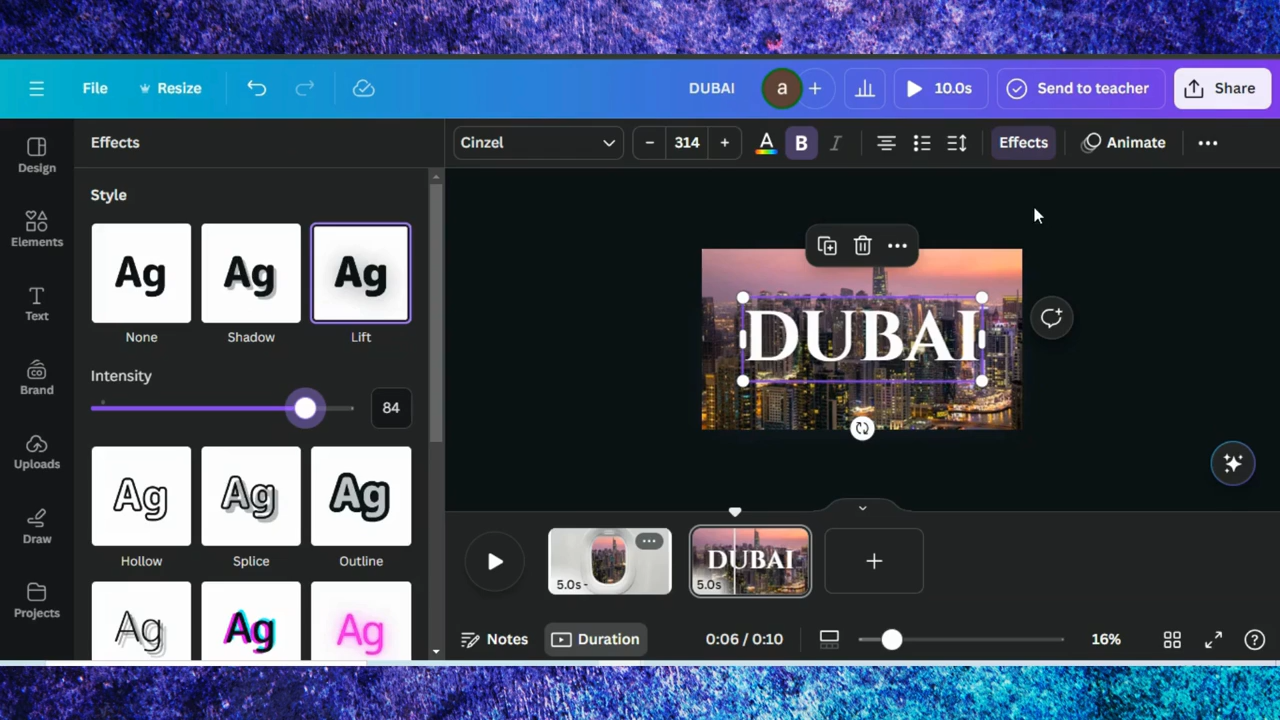 File
Resize
DUBAI
a
10.0s
Send to teacher
Share
Design
Elements
Text
Brand
Uploads
Draw
Projects
Effects
Style
Ag
Ag
Ag
None
Shadow
Lift
Intensity
84
Ag
Ag
Ag
Hollow
Splice
Outline
Ag
Ag
Ag
Cinzel
314
A
B
I
Effects
Animate
DUBAI
5.0s
DUBAI
5.0s
Notes
Duration
0:06 / 0:10
16%